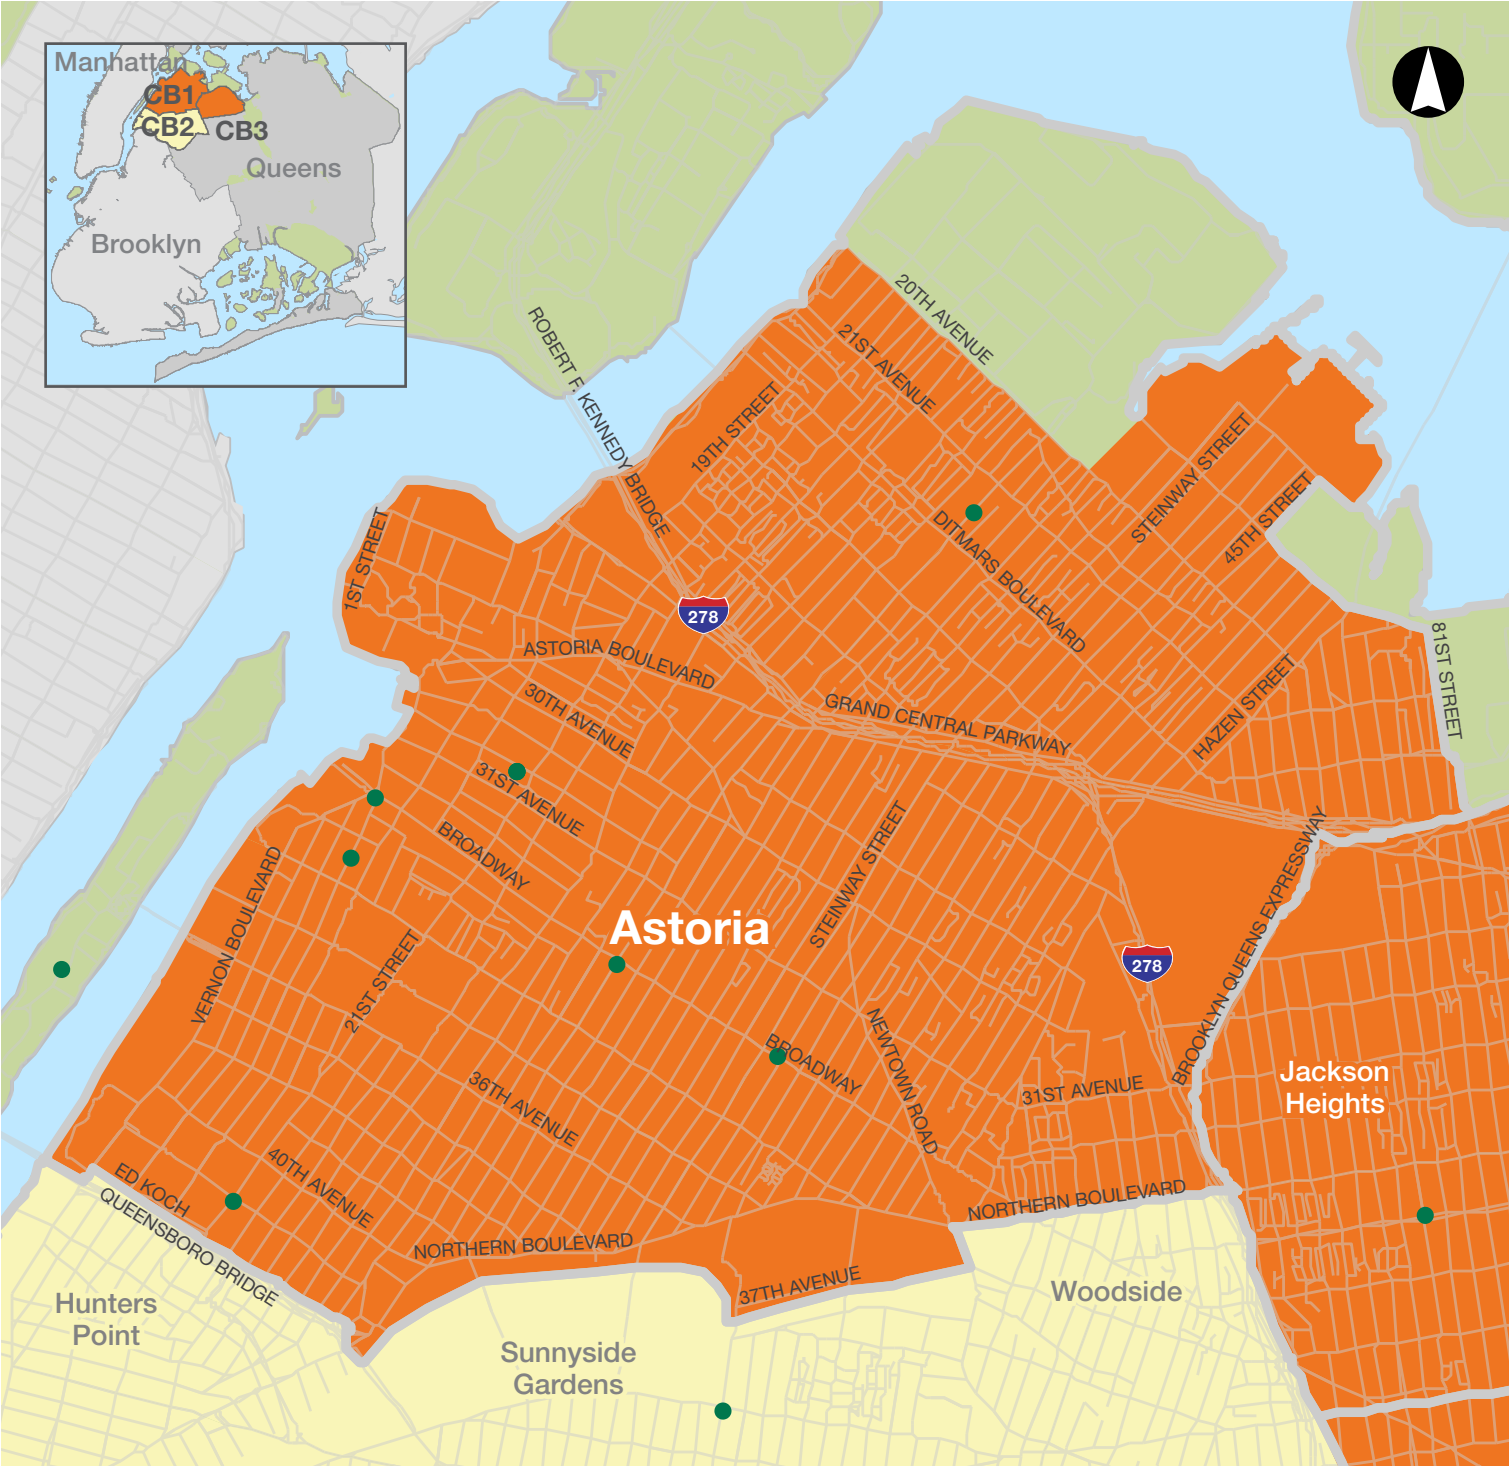 Manhattan
CB1
CB2
CB3
Queens
Brooklyn
20TH AVENUE
ROBERT F. KENNEDY BRIDGE
21ST AVENUE
19TH STREET
STEINWAY STREET
45TH STREET
1ST STREET
DITMARS BOULEVARD
278
ASTORIA BOULEVARD
81ST STREET
HAZEN STREET
30TH AVENUE
GRAND CENTRAL PARKWAY
31ST AVENUE
BROADWAY
STEINWAY STREET
BROOKLYN QUEENS EXPRESSWAY
VERNON BOULEVARD
Astoria
21ST STREET
278
NEWTOWN ROAD
BROADWAY
36TH AVENUE
31ST AVENUE
Jackson
Heights
40TH AVENUE
ED KOCH
QUEENSBORO BRIDGE
NORTHERN BOULEVARD
NORTHERN BOULEVARD
37TH AVENUE
Woodside
Hunters
Point
Sunnyside
Gardens